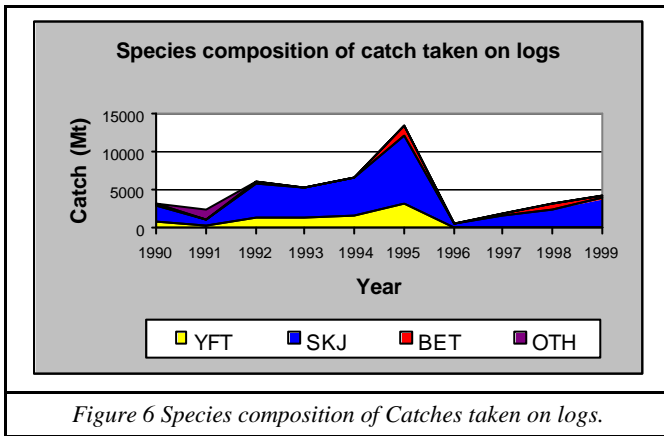 Species composition of catch taken on logs
15000
10000
5000
0
Catch (Mt)
1990 1991 1992 1993 1994 1995 1996 1997 1998 1999
Year
YFT SKJ BET OTH
Figure 6 Species composition of Catches taken on logs.